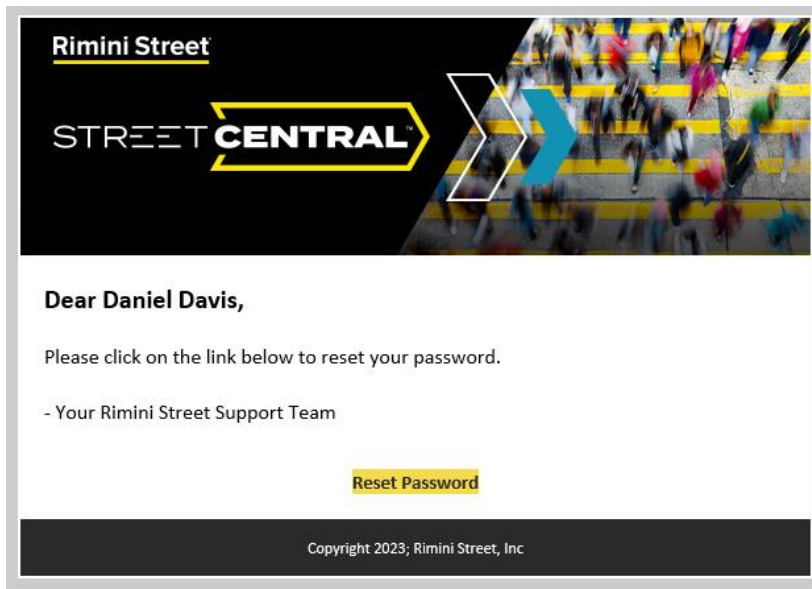 Rimini Street
STREET CENTRAL™
Dear Daniel Davis,
Please click on the link below to reset your password.
- Your Rimini Street Support Team
Reset Password
Copyright 2023; Rimini Street, Inc